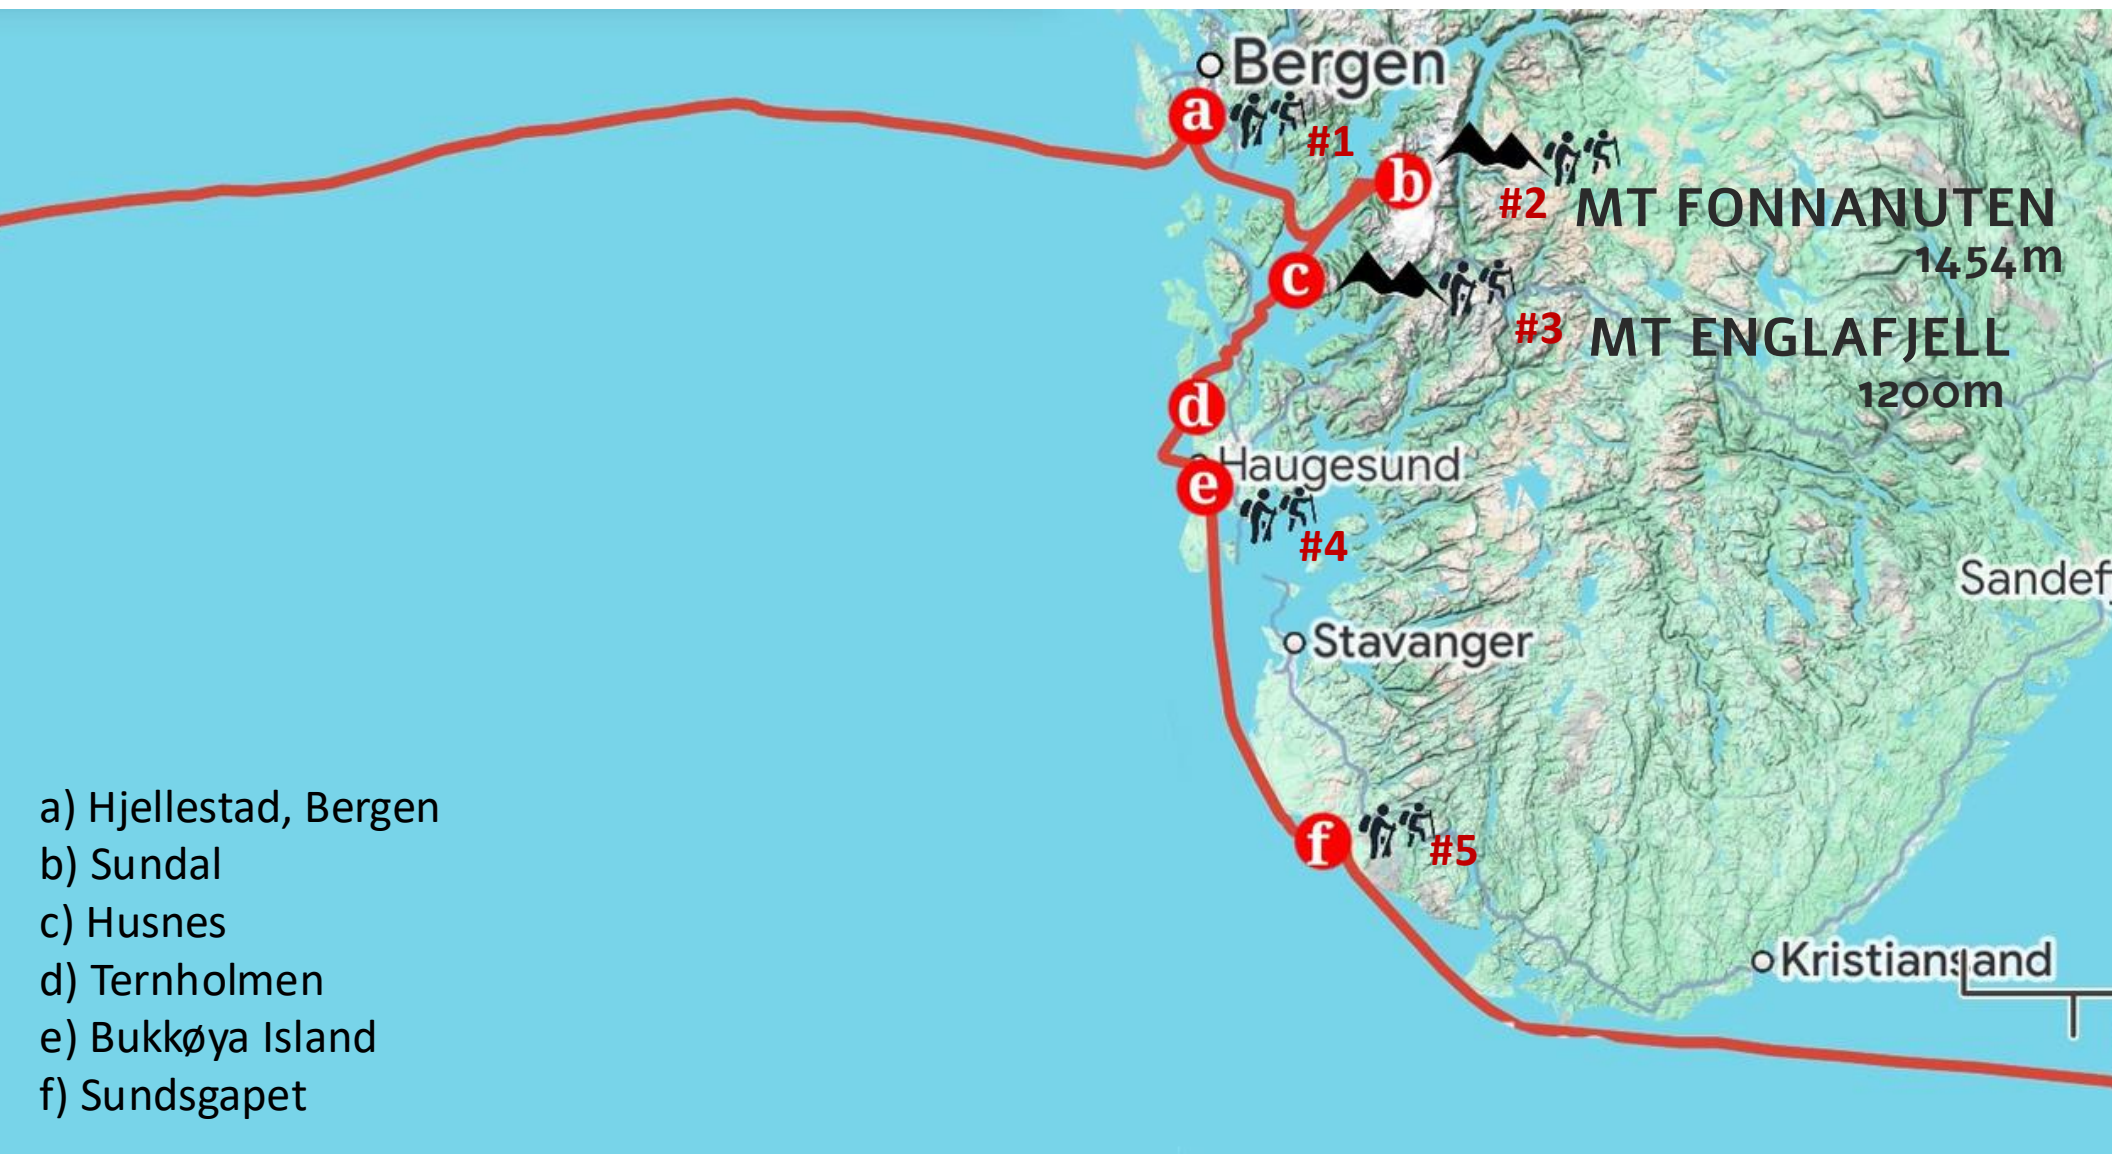 Bergen
a
#1
b
#2 MT FONNANUTEN
1454m
c
#3 MT ENGLAFJELL
1200m
d
Haugesund
e
#4
Sandef
Stavanger
f
#5
Kristiansand
a) Hjellestad, Bergen
b) Sundal
c) Husnes
d) Ternholmen
e) Bukkøya Island
f) Sundsgapet